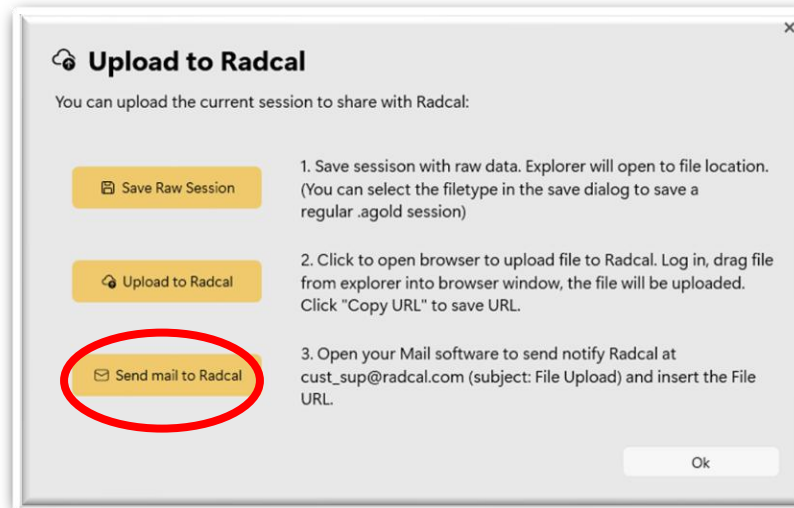 Upload to Radcal
You can upload the current session to share with Radcal:
Save Raw Session
1. Save sessison with raw data. Explorer will open to file location.
(You can select the filetype in the save dialog to save a
regular .agold session)
Upload to Radcal
2. Click to open browser to upload file to Radcal. Log in, drag file
from explorer into browser window, the file will be uploaded.
Click "Copy URL" to save URL.
Send mail to Radcal
3. Open your Mail software to send notify Radcal at
cust_sup@radcal.com (subject: File Upload) and insert the File
URL.
Ok